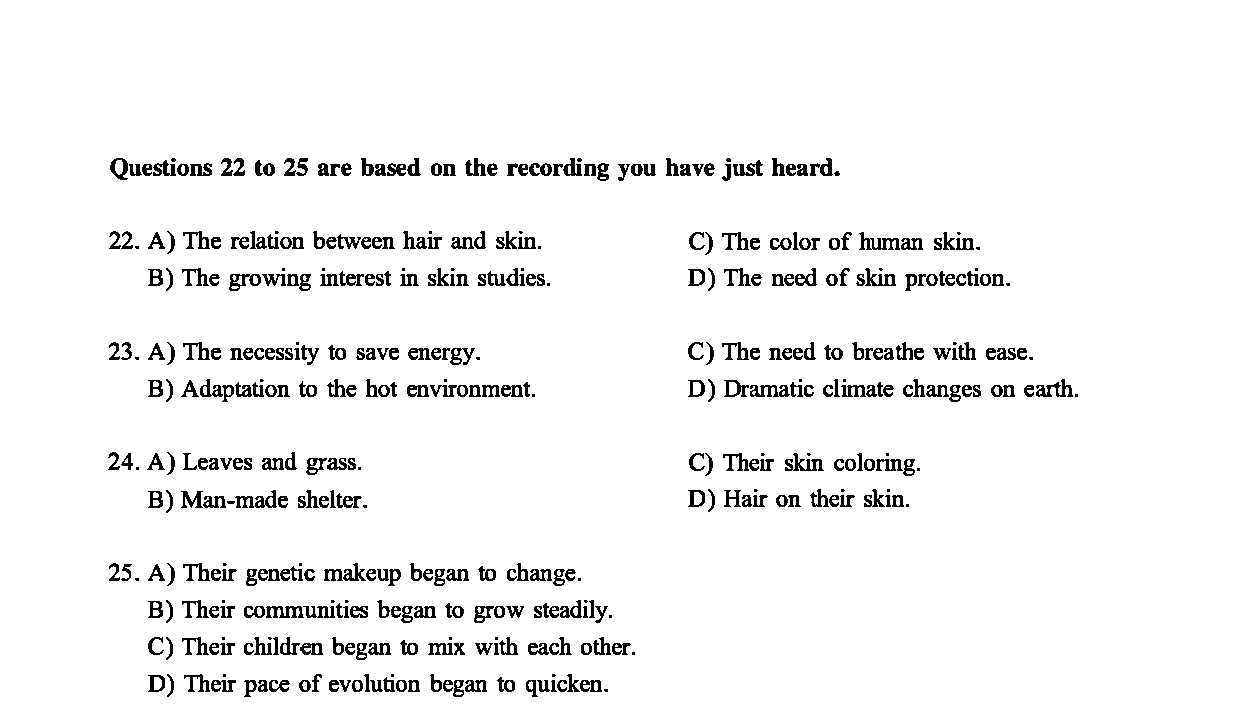 Questions 22 to 25 are based on the recording you have just heard.
22. A) The relation between hair and skin. C) The color of human skin.
B) The growing interest in skin studies. D) The need of skin protection.
23. A) The necessity to save energy. C) The need to breathe with ease.
B) Adaptation to the hot environment. D) Dramatic climate changes on earth.
24. A) Leaves and grass. C) Their skin coloring.
B) Man-made shelter. D) Hair on their skin.
25. A) Their genetic makeup began to change.
B) Their communities began to grow steadily.
C) Their children began to mix with each other.
D) Their pace of evolution began to quicken.